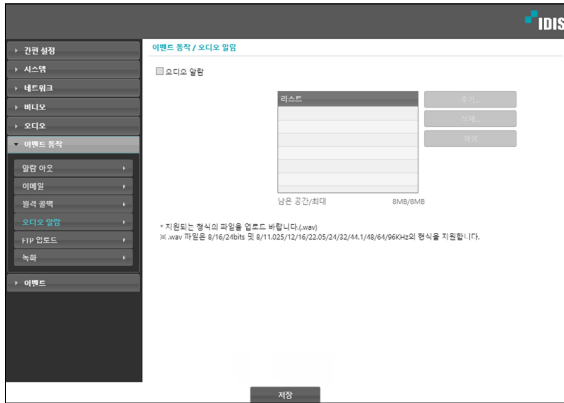 IDIS
간편 설정
시스템
네트워크
비디오
오디오
이벤트 동작
알람 아웃
이메일
원격 콜백
오디오 알람
FTP 업로드
녹화
이벤트
이벤트 동작 / 오디오 알람
오디오 알람
리스트
추가...
삭제...
재생
남은 공간/최대 8MB/8MB
* 지원되는 형식의 파일을 업로드 바랍니다.(.wav)
※ .wav 파일은 8/16/24bits 및 8/11.025/12/16/22.05/24/32/44.1/48/64/96KHz의 형식을 지원합니다.
저장